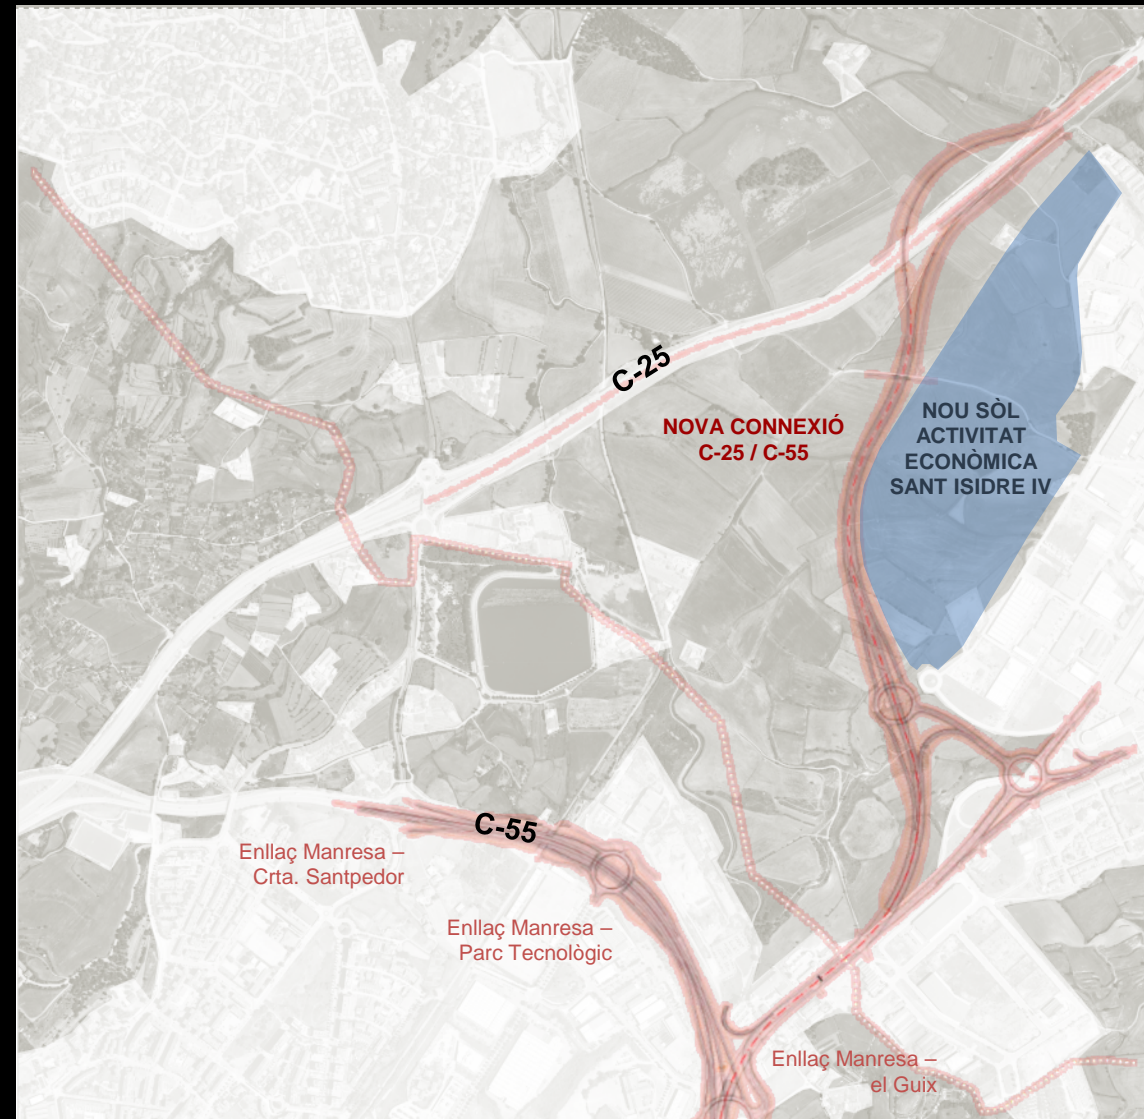 C-25
NOVA CONNEXIÓ
C-25 / C-55
NOU SÒL
ACTIVITAT
ECONÒMICA
SANT ISIDRE IV
C-55
Enllaç Manresa –
Crta. Santpedor
Enllaç Manresa –
Parc Tecnològic
Enllaç Manresa –
el Guix